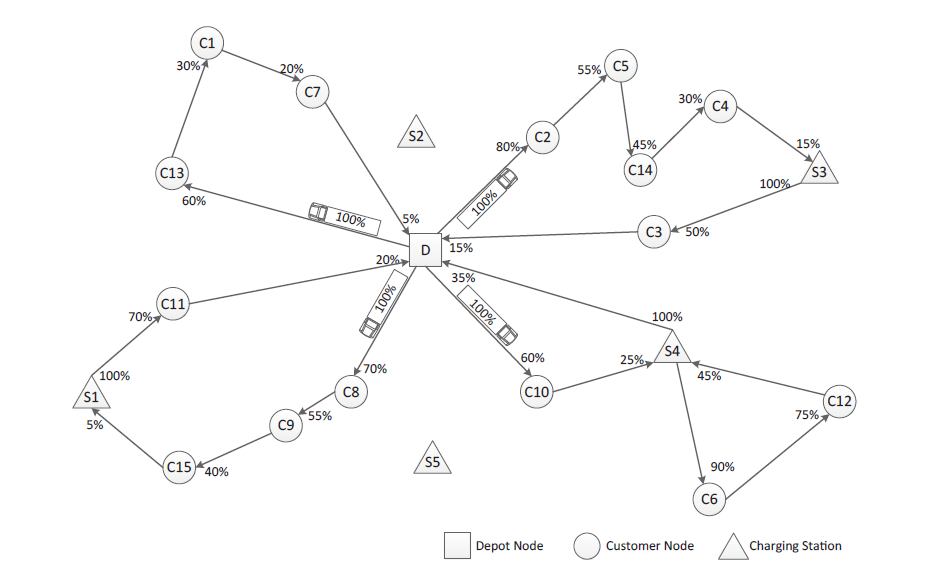 C1
30%
20%
C7
C5
55%
C4
30%
S2
C2
80%
45%
C14
15%
S3
C13
60%
100%
100%
100%
5%
C3
50%
D
15%
20%
35%
C11
70%
100%
100%
100%
S4
60%
25%
45%
100%
S1
5%
70%
C8
C10
C12
75%
C9
55%
C15
40%
S5
90%
C6
Depot Node
Customer Node
Charging Station